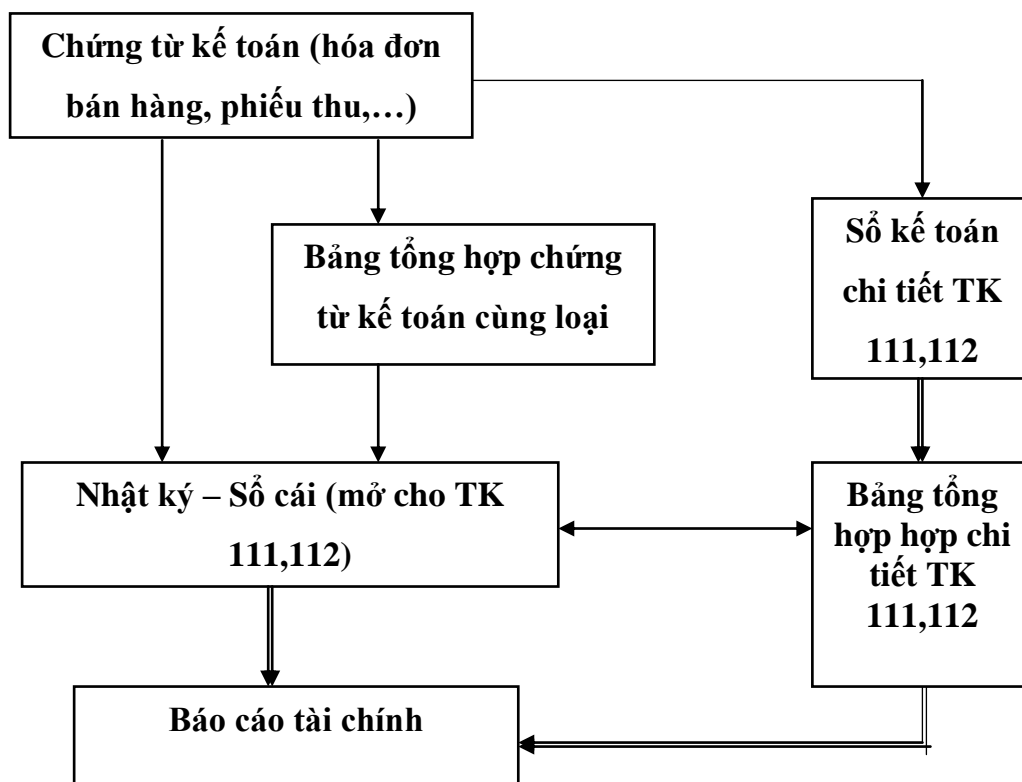 Chứng từ kế toán (hóa đơn
bán hàng, phiếu thu,…)
Bảng tổng hợp chứng
từ kế toán cùng loại
Sổ kế toán
chi tiết TK
111,112
Nhật ký – Sổ cái (mở cho TK
111,112)
Bảng tổng
hợp hợp chi
tiết TK
111,112
Báo cáo tài chính